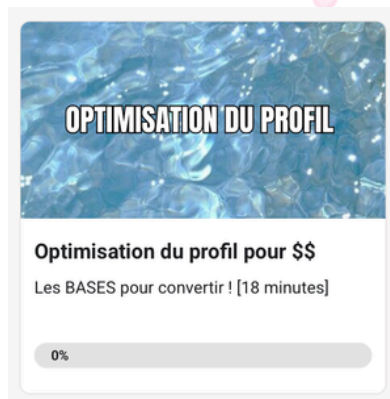 OPTIMISATION DU PROFIL
Optimisation du profil pour $$
Les BASES pour convertir ! [18 minutes]
0%